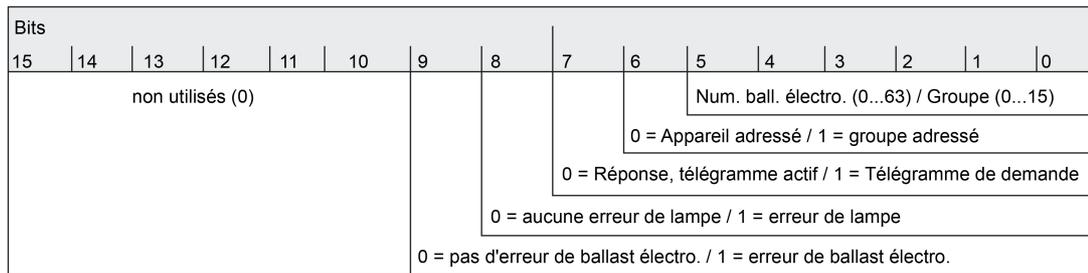 Bits
15 14 13 12 11 10 9 8 7 6 5 4 3 2 1 0
non utilisés (0)
Num. ball. électro. (0...63) / Groupe (0...15)
0 = Appareil adressé / 1 = groupe adressé
0 = Réponse, télégramme actif / 1 = Télégramme de demande
0 = aucune erreur de lampe / 1 = erreur de lampe
0 = pas d'erreur de ballast électro. / 1 = erreur de ballast électro.